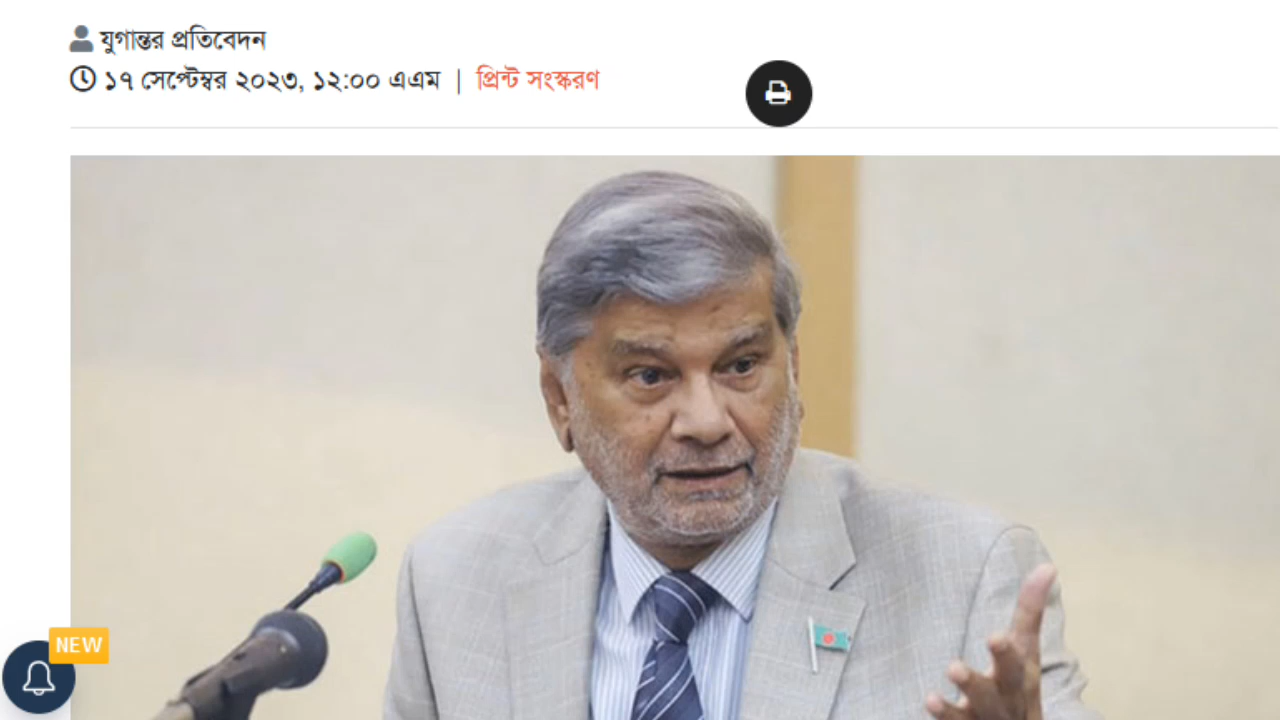 যুগান্তর প্রতিবেদন
১৭ সেপ্টেম্বর ২০২৩, ১২:০০ এএম | প্রিন্ট সংস্করণ
NEW